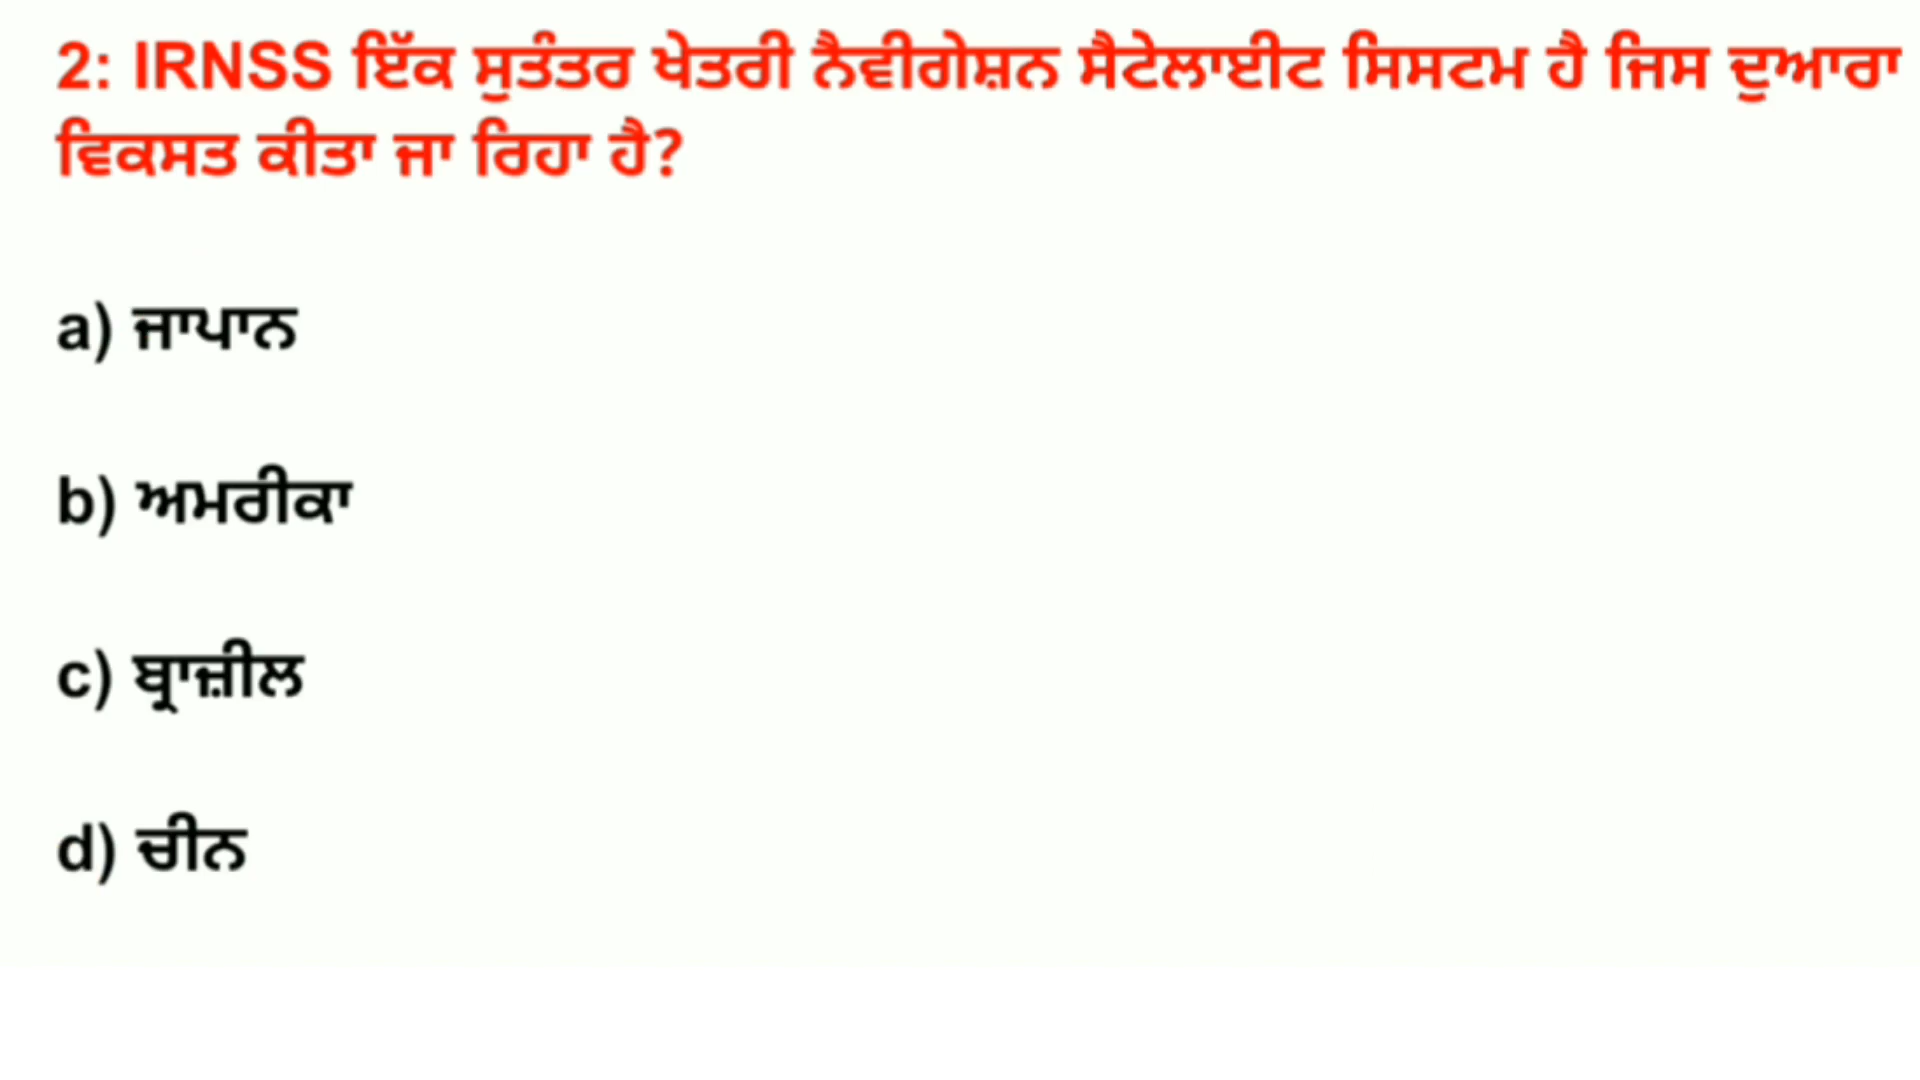 2: IRNSS ਇੱਕ ਸੁਤੰਤਰ ਖੇਤਰੀ ਨੈਵੀਗੇਸ਼ਨ ਸੈਟੇਲਾਈਟ ਸਿਸਟਮ ਹੈ ਜਿਸ ਦੁਆਰਾ
ਵਿਕਸਤ ਕੀਤਾ ਜਾ ਰਿਹਾ ਹੈ?
a) ਜਾਪਾਨ
b) ਅਮਰੀਕਾ
c) ਬ੍ਰਾਜ਼ੀਲ
d) ਚੀਨ